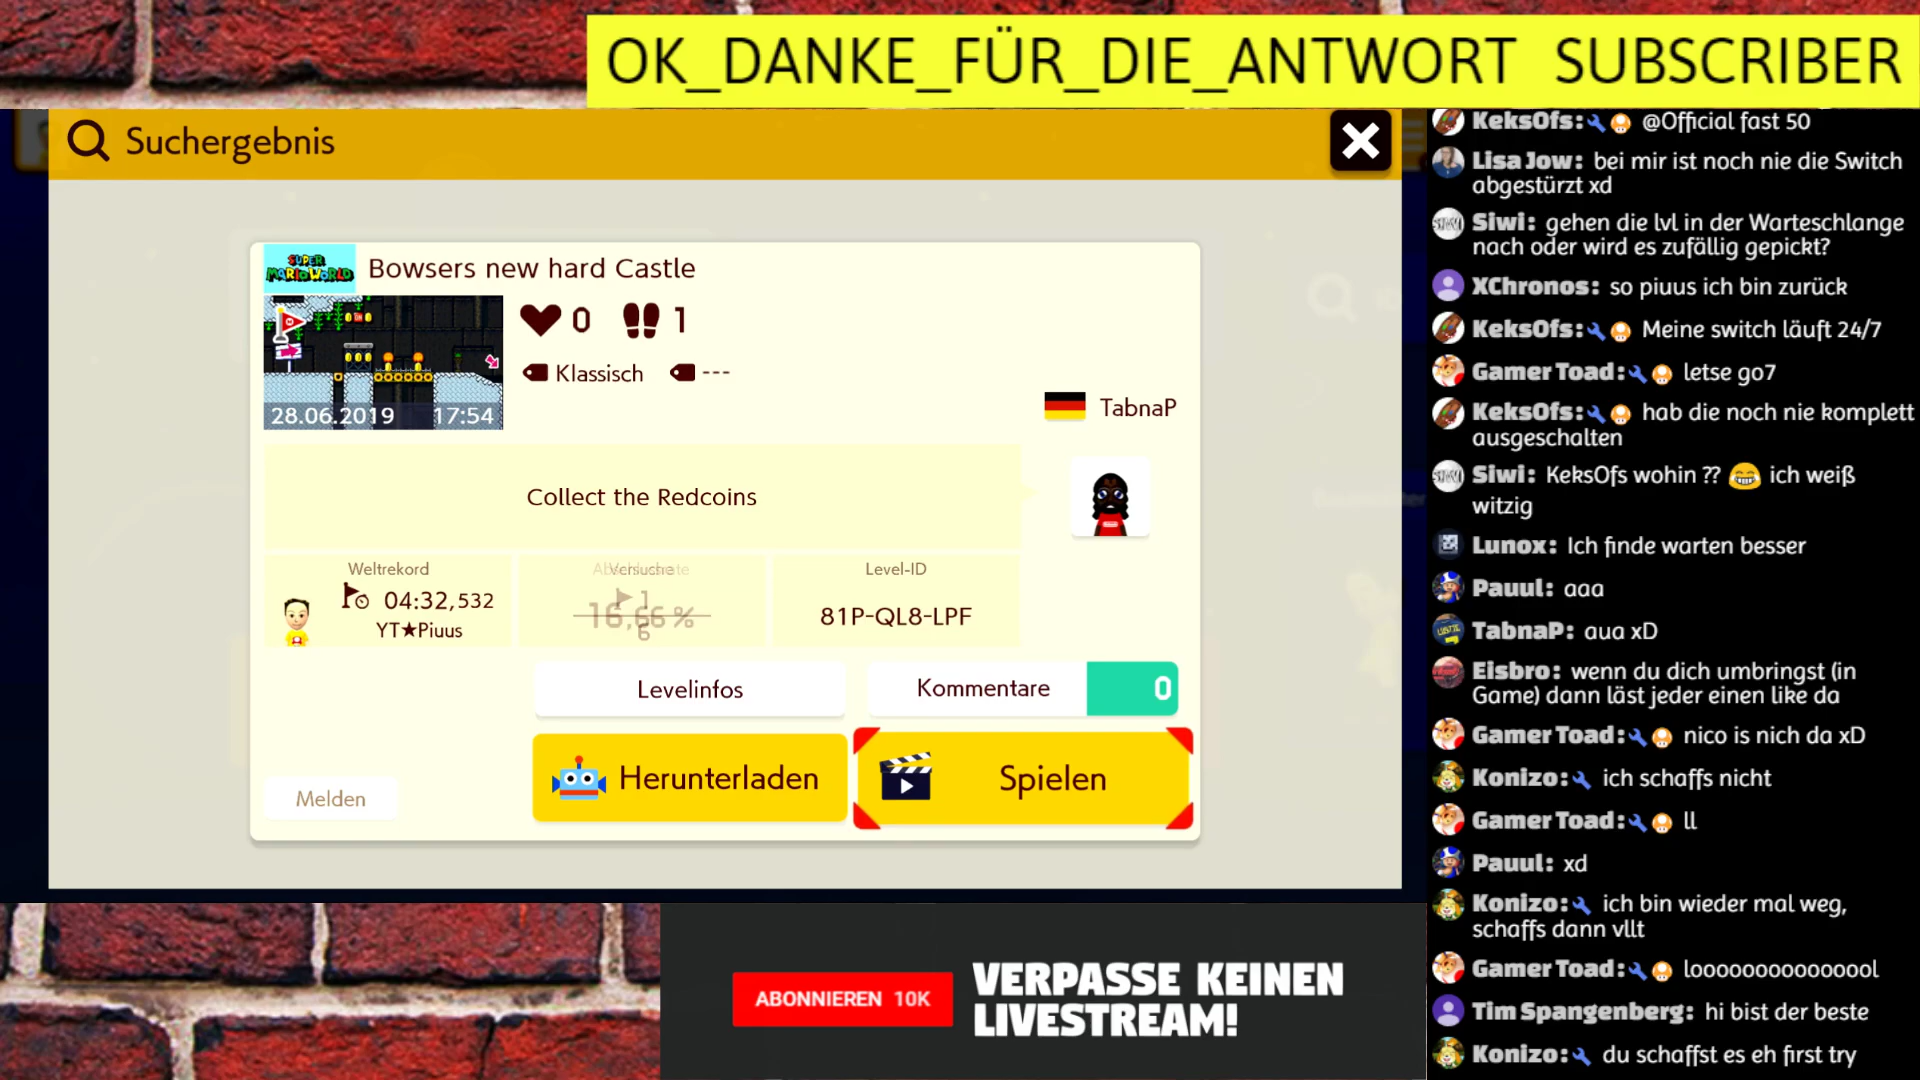 OK_DANKE_FÜR_DIE_ANTWORT SUBSCRIBER
Suchergebnis
SUPER
MARIO WORLD
Bowsers new hard Castle
0 1
Klassisch ---
28.06.2019 17:54
TabnaP
Collect the Redcoins
Weltrekord
04:32,532
YT★Piuus
Versuche
1
6
16,66 %
Level-ID
81P-QL8-LPF
Levelinfos
Kommentare 0
Herunterladen
Spielen
Melden
ABONNIEREN 10K
VERPASSE KEINEN
LIVESTREAM!
KeksOfs: @Official fast 50
Lisa Jow: bei mir ist noch nie die Switch
abgestürzt xd
Siwi: gehen die lvl in der Warteschlange
nach oder wird es zufällig gepickt?
XChronos: so piuus ich bin zurück
KeksOfs: Meine switch läuft 24/7
Gamer Toad: letse go7
KeksOfs: hab die noch nie komplett
ausgeschalten
Siwi: KeksOfs wohin ?? 😂 ich weiß
witzig
Lunox: Ich finde warten besser
Pauul: aaa
TabnaP: aua xD
Eisbro: wenn du dich umbringst (in
Game) dann läst jeder einen like da
Gamer Toad: nico is nich da xD
Konizo: ich schaffs nicht
Gamer Toad: ll
Pauul: xd
Konizo: ich bin wieder mal weg,
schaffs dann vllt
Gamer Toad: looooooooooooool
Tim Spangenberg: hi bist der beste
Konizo: du schaffst es eh first try